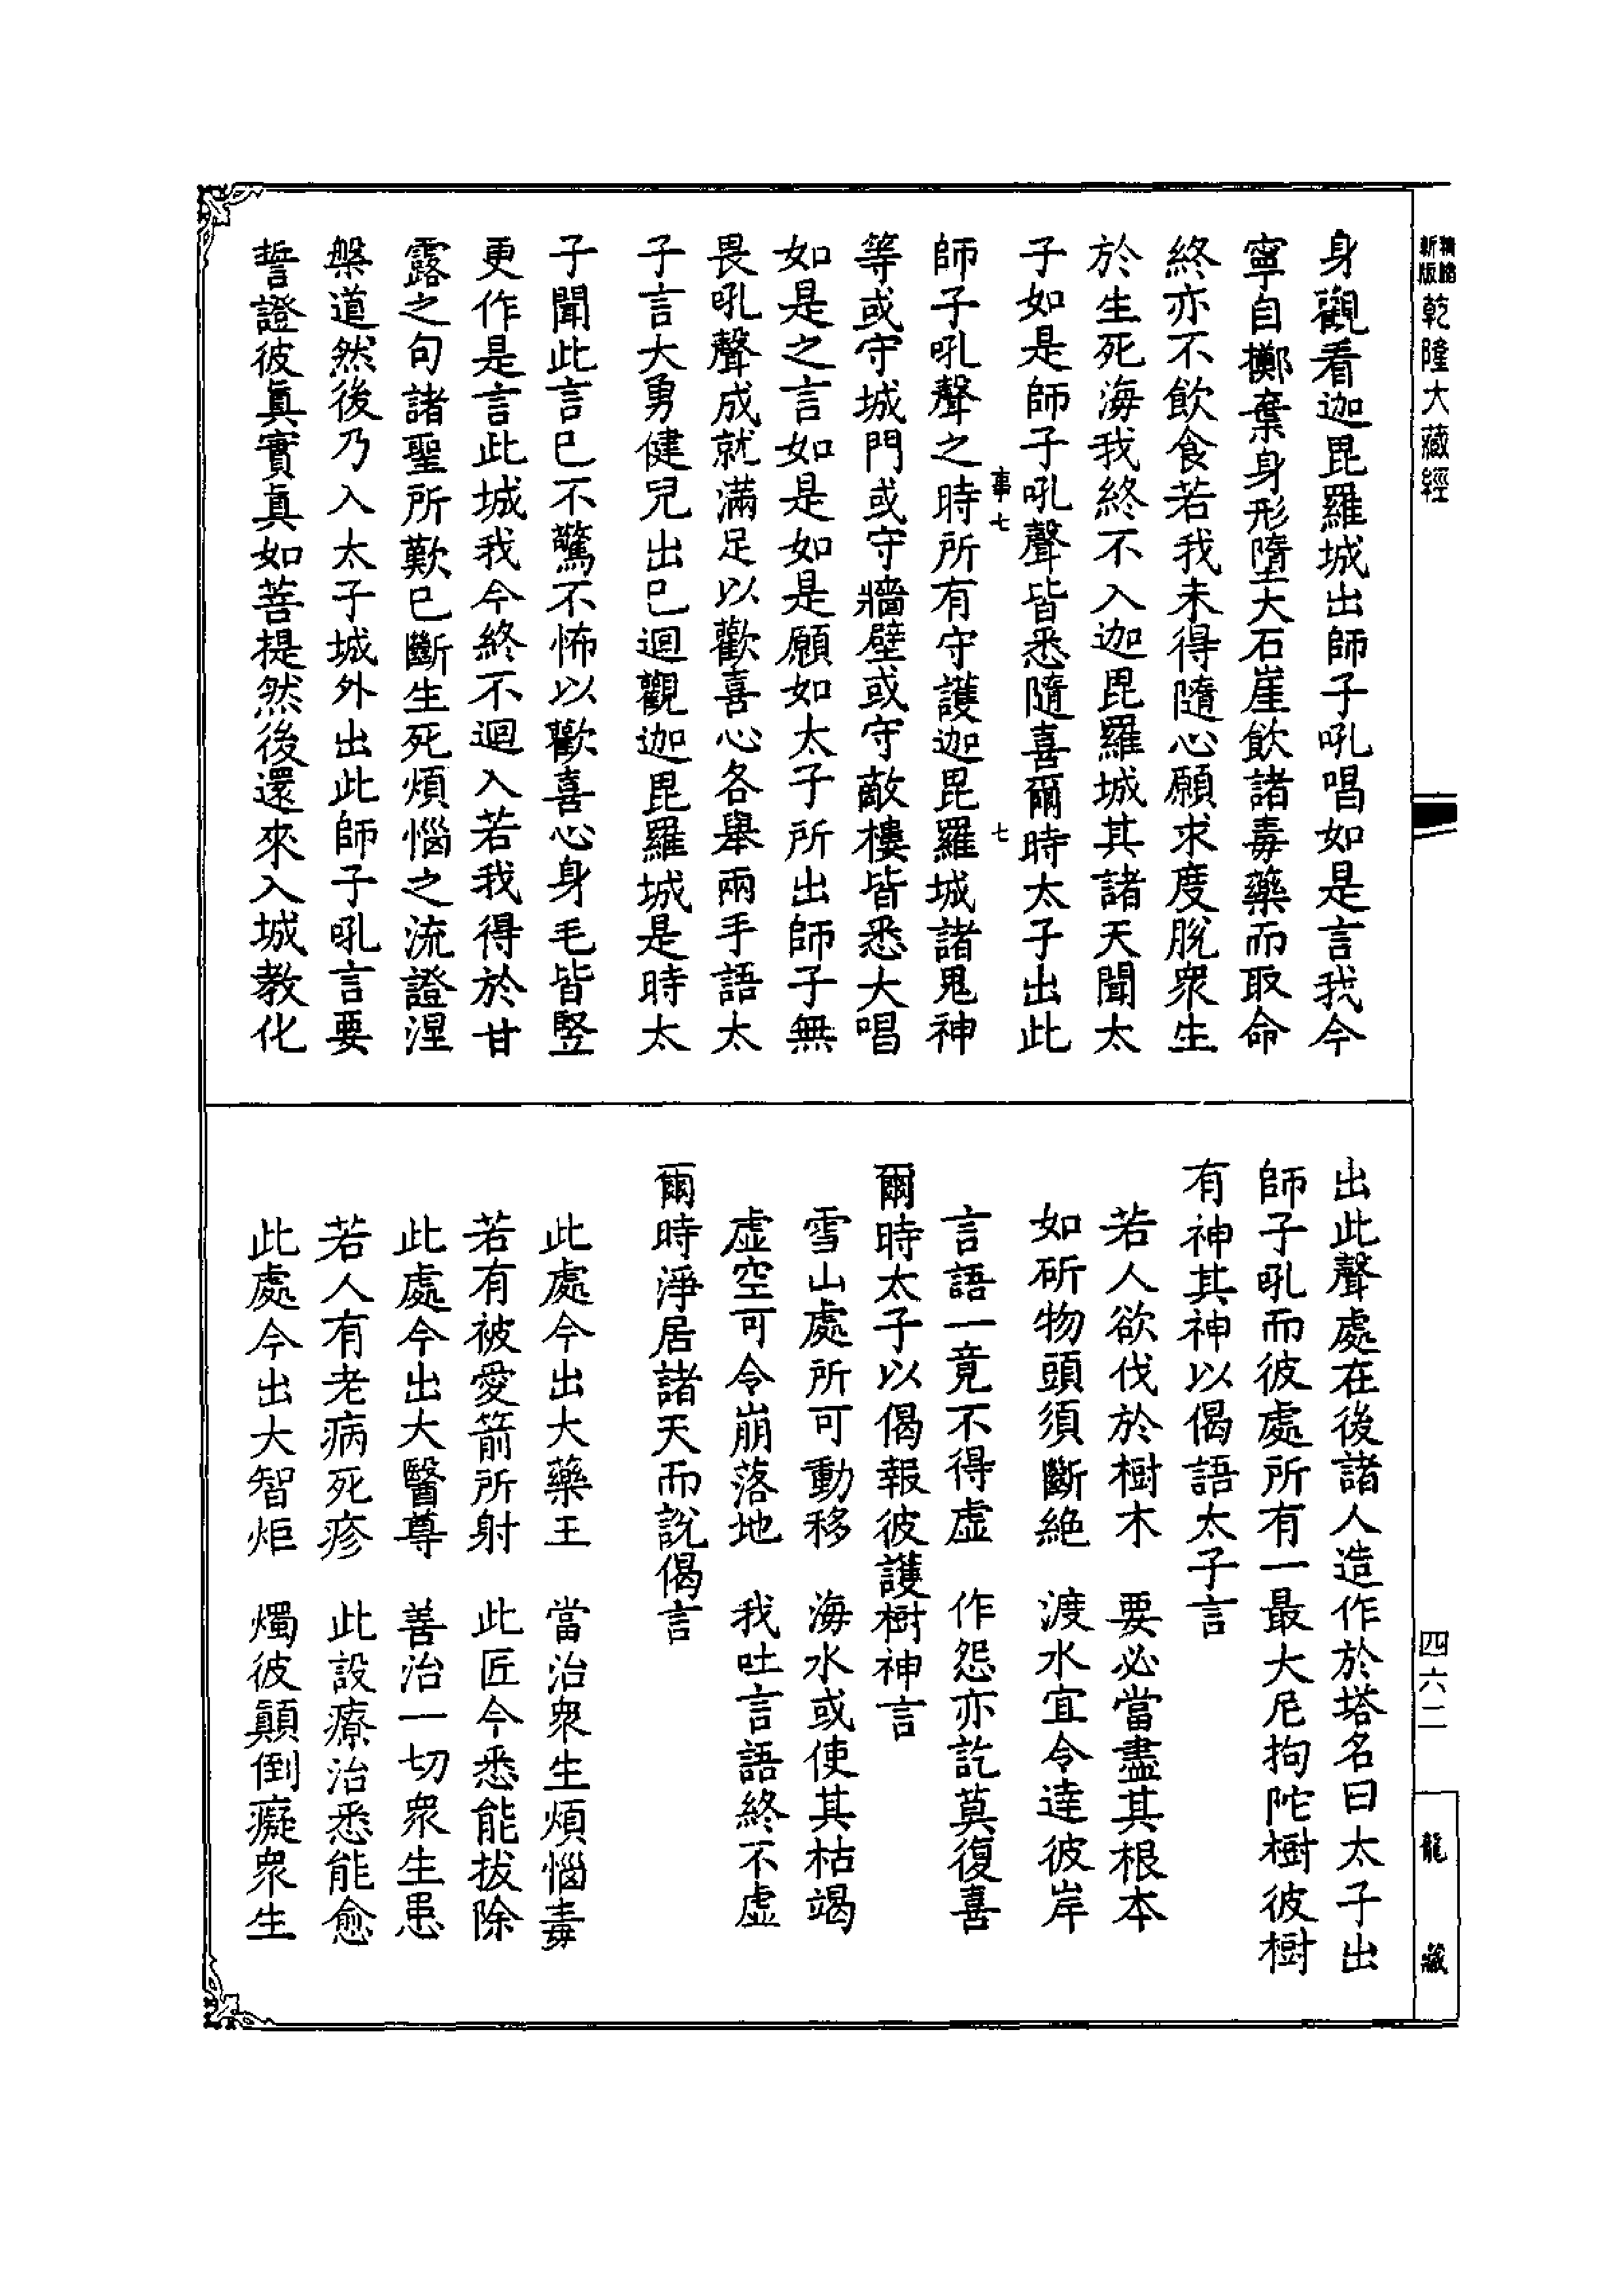 身觀看迦毘羅城出師子吼唱如是言我今
寧自擲棄身形墮大石崖飲諸毒藥而取命
終亦不飲食若我未得隨心願求度脫衆生
於生死海我終不入迦毘羅城其諸天聞太
子如是師子吼聲皆悉隨喜爾時太子出此
事七 七
師子吼聲之時所有守護迦毘羅城諸鬼神
等或守城門或守牆壁或守敵樓皆悉大唱
如是之言如是如是願如太子所出師子無
畏吼聲成就滿足以歡喜心各舉兩手語太
子言大勇健兒出已迴觀迦毘羅城是時太
子聞此言已不驚不怖以歡喜心身毛皆竪
更作是言此城我今終不迴入若我得於甘
露之句諸聖所歎已斷生死煩惱之流證涅
槃道然後乃入太子城外出此師子吼言要
誓證彼眞實眞如菩提然後還來入城教化
出此聲處在後諸人造作於塔名曰太子出
師子吼而彼處所有一最大尼拘陀樹彼樹
有神其神以偈語太子言
若人欲伐於樹木 要必當盡其根本
如斫物頭須斷絶 渡水宜令達彼岸
言語一竟不得虛 作怨亦訖莫復喜
爾時太子以偈報彼護樹神言
雪山處所可動移 海水或使其枯竭
虛空可令崩落地 我吐言語終不虛
爾時淨居諸天而說偈言
此處今出大藥王 當治衆生煩惱毒
若有被愛箭所射 此匠今悉能拔除
此處今出大醫尊 善治一切衆生患
若人有老病死疹 此設療治悉能愈
此處今出大智炬 燭彼顛倒癡衆生
新版 乾隆大藏經
四六二
龍藏